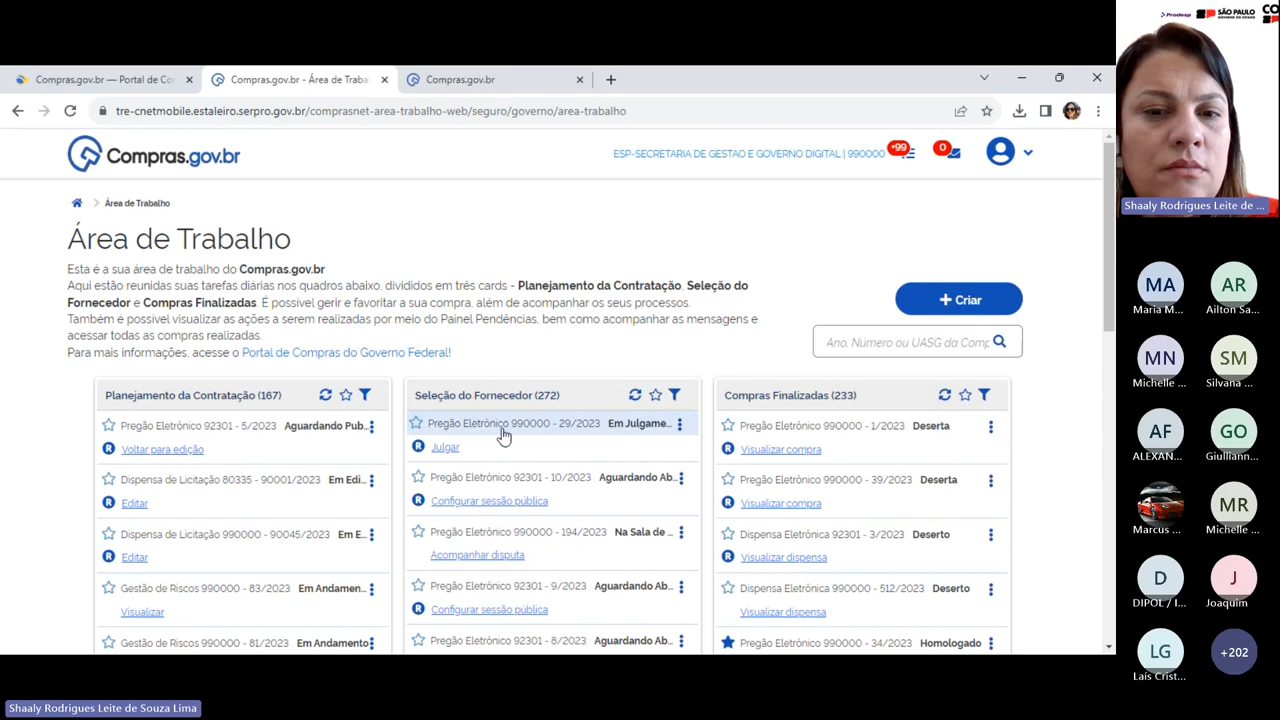 Prodesp SÃO PAULO
GOVERNO DO ESTADO
Compras.gov.br — Portal de Co
Compras.gov.br - Área de Traba
Compras.gov.br
tre-cnetmobile.estaleiro.serpro.gov.br/comprasnet-area-trabalho-web/seguro/governo/area-trabalho
Compras.gov.br
ESP-SECRETARIA DE GESTAO E GOVERNO DIGITAL | 990000
+99
0
Área de Trabalho
Área de Trabalho
Esta é a sua área de trabalho do Compras.gov.br
Aqui estão reunidas suas tarefas diárias nos quadros abaixo, divididos em três cards - Planejamento da Contratação, Seleção do
Fornecedor e Compras Finalizadas. É possível gerir e favoritar a sua compra, além de acompanhar os seus processos.
Também é possível visualizar as ações a serem realizadas por meio do Painel Pendências, bem como acompanhar as mensagens e
acessar todas as compras realizadas.
Para mais informações, acesse o Portal de Compras do Governo Federal!
+ Criar
Ano, Número ou UASG da Comp
Planejamento da Contratação (167)
Pregão Eletrônico 92301 - 5/2023 Aguardando Pub...
R Voltar para edição
Dispensa de Licitação 80335 - 90001/2023 Em Edi...
R Editar
Dispensa de Licitação 990000 - 90045/2023 Em E...
R Editar
Gestão de Riscos 990000 - 83/2023 Em Andamen...
Visualizar
Gestão de Riscos 990000 - 81/2023 Em Andamento
Seleção do Fornecedor (272)
Pregão Eletrônico 990000 - 29/2023 Em Julgame...
R Julgar
Pregão Eletrônico 92301 - 10/2023 Aguardando Ab...
R Configurar sessão pública
Pregão Eletrônico 990000 - 194/2023 Na Sala de ...
Acompanhar disputa
Pregão Eletrônico 92301 - 9/2023 Aguardando Ab...
R Configurar sessão pública
Pregão Eletrônico 92301 - 8/2023 Aguardando Ab...
Compras Finalizadas (233)
Pregão Eletrônico 990000 - 1/2023 Deserta
R Visualizar compra
Pregão Eletrônico 990000 - 39/2023 Deserta
R Visualizar compra
Dispensa Eletrônica 92301 - 3/2023 Deserto
R Visualizar dispensa
Dispensa Eletrônica 990000 - 512/2023 Deserto
Visualizar dispensa
Pregão Eletrônico 990000 - 34/2023 Homologado
Shaaly Rodrigues Leite de ...
MA
Maria M...
AR
Ailton Sa...
MN
Michelle ...
SM
Silvana ...
AF
ALEXAN...
GO
Giulliann...
Marcus ...
MR
Michelle ...
D
DIPOL / I...
J
Joaquim
LG
Laís Crist...
+202
Shaaly Rodrigues Leite de Souza Lima